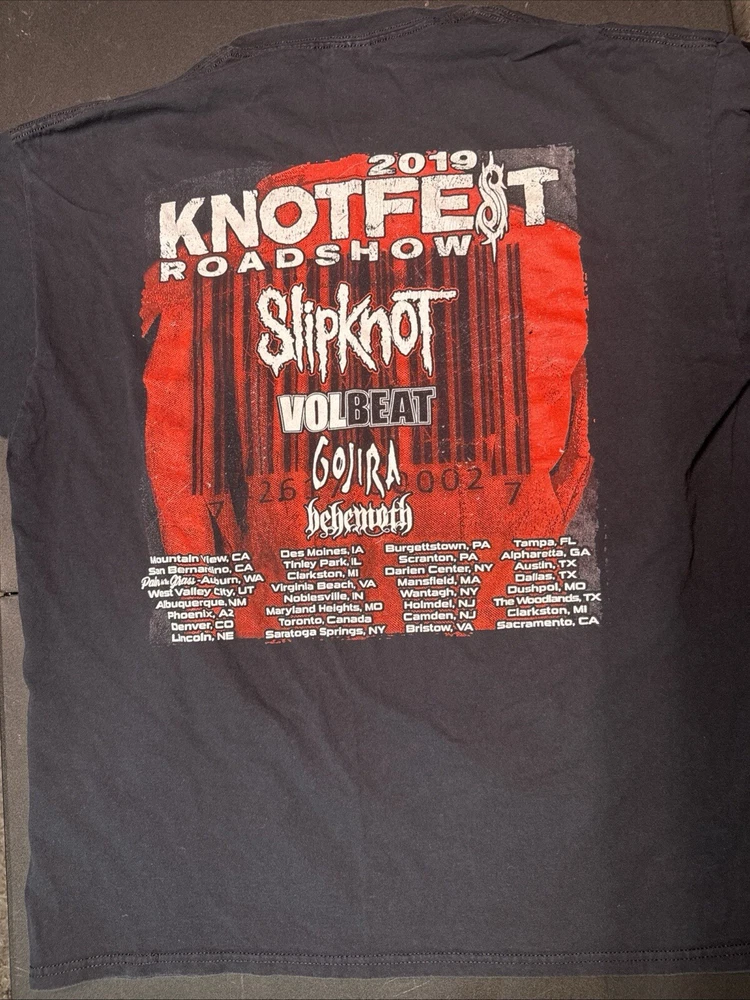 2019
KNOTFEST
ROADSHOW
SlipKnoT
VOLBEAT
GOJIRA
7 26 0002 7
behemoth
Mountain View, CA
San Bernardino, CA
Auburn, WA
West Valley City, UT
Albuquerque, NM
Phoenix, AZ
Denver, CO
Lincoln, NE
Des Moines, IA
Tinley Park, IL
Clarkston, MI
Virginia Beach, VA
Noblesville, IN
Maryland Heights, MO
Toronto, Canada
Saratoga Springs, NY
Burgettstown, PA
Scranton, PA
Darien Center, NY
Mansfield, MA
Wantagh, NY
Holmdel, NJ
Camden, NJ
Bristow, VA
Tampa, FL
Alpharetta, GA
Austin, TX
Dallas, TX
Dushpol, MO
The Woodlands, TX
Clarkston, MI
Sacramento, CA